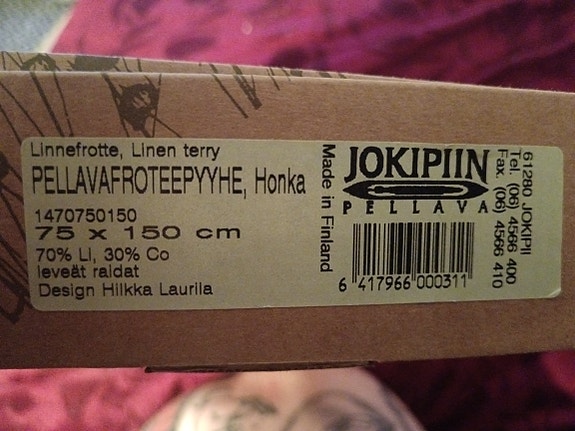 Linnefrotte, Linen terry
PELLAVAFROTEEPYYHE, Honka
1470750150
75 x 150 cm
70% LI, 30% Co
leveät raidat
Design Hilkka Laurila
Made in Finland
JOKIPIIN
PELLAVA
6 417966 000311
61280 JOKIPII
Tel. (06) 4566 400
Fax. (06) 4566 410